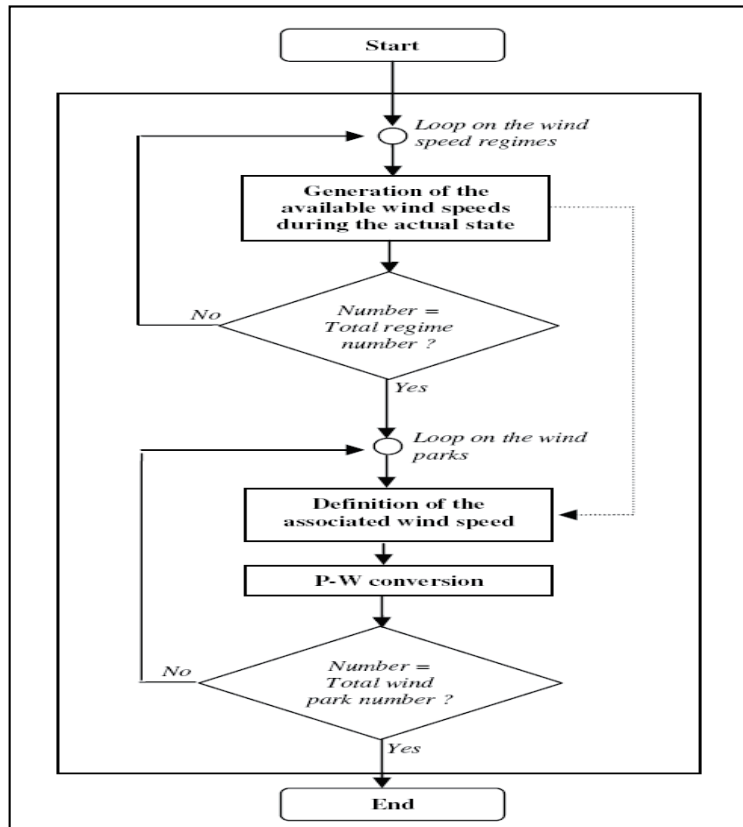 Start
Loop on the wind
speed regimes
Generation of the
available wind speeds
during the actual state
No
Number =
Total regime
number ?
Yes
Loop on the wind
parks
Definition of the
associated wind speed
P-W conversion
No
Number =
Total wind
park number ?
Yes
End